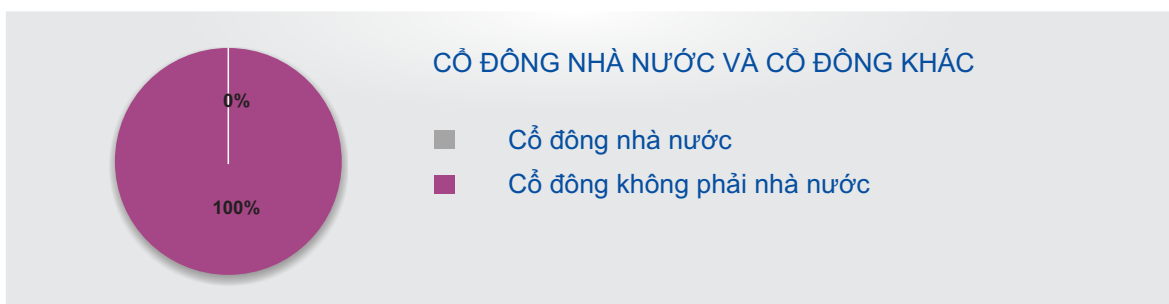 CỔ ĐÔNG NHÀ NƯỚC VÀ CỔ ĐÔNG KHÁC
0%
Cổ đông nhà nước
Cổ đông không phải nhà nước
100%